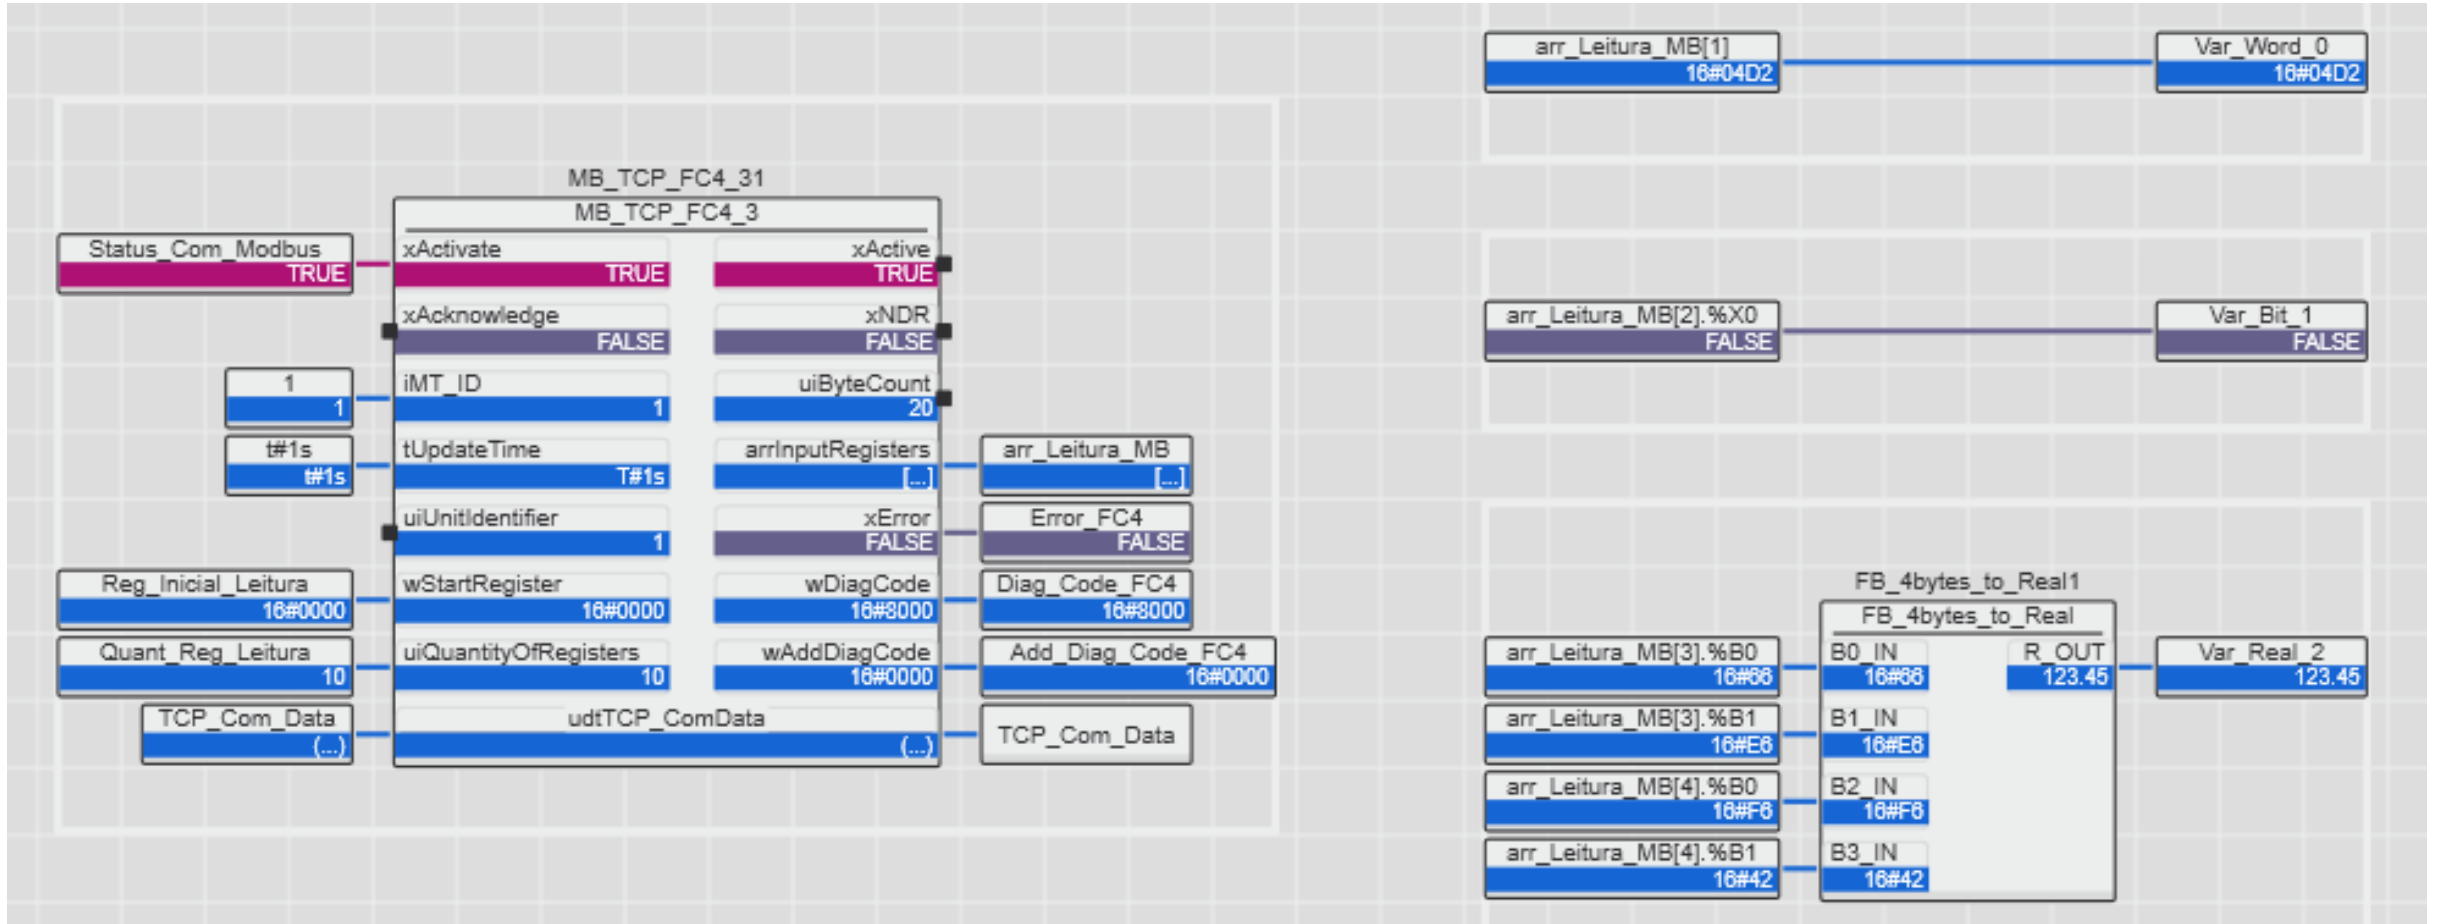 arr_Leitura_MB[1]
16#04D2
Var_Word_0
16#04D2
MB_TCP_FC4_31
MB_TCP_FC4_3
Status_Com_Modbus
TRUE
xActivate
TRUE
xActive
TRUE
xAcknowledge
FALSE
xNDR
FALSE
1
1
iMT_ID
1
uiByteCount
20
t#1s
t#1s
tUpdateTime
T#1s
arrInputRegisters
[...]
arr_Leitura_MB
[...]
uiUnitIdentifier
1
xError
FALSE
Error_FC4
FALSE
Reg_Inicial_Leitura
16#0000
wStartRegister
16#0000
wDiagCode
16#8000
Diag_Code_FC4
16#8000
Quant_Reg_Leitura
10
uiQuantityOfRegisters
10
wAddDiagCode
16#0000
Add_Diag_Code_FC4
16#0000
TCP_Com_Data
(...)
udtTCP_ComData
(...)
TCP_Com_Data
arr_Leitura_MB[2].%X0
FALSE
Var_Bit_1
FALSE
FB_4bytes_to_Real1
FB_4bytes_to_Real
arr_Leitura_MB[3].%B0
16#66
B0_IN
16#66
R_OUT
123.45
Var_Real_2
123.45
arr_Leitura_MB[3].%B1
16#E6
B1_IN
16#E6
arr_Leitura_MB[4].%B0
16#F6
B2_IN
16#F6
arr_Leitura_MB[4].%B1
16#42
B3_IN
16#42